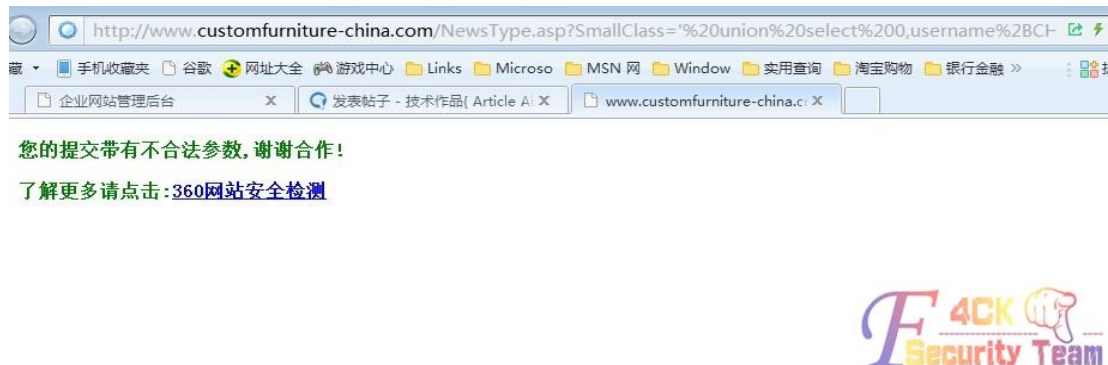 http://www.customfurniture-china.com/NewsType.asp?SmallClass='%20union%20select%200,username%2BCH
藏 手机收藏夹 谷歌 网址大全 游戏中心 Links Microso MSN 网 Window 实用查询 淘宝购物 银行金融 »
企业网站管理后台 X 发表帖子 - 技术作品{ Article Al X www.customfurniture-china.c X
您的提交带有不合法参数,谢谢合作!
了解更多请点击:360网站安全检测
F4CK
Security Team